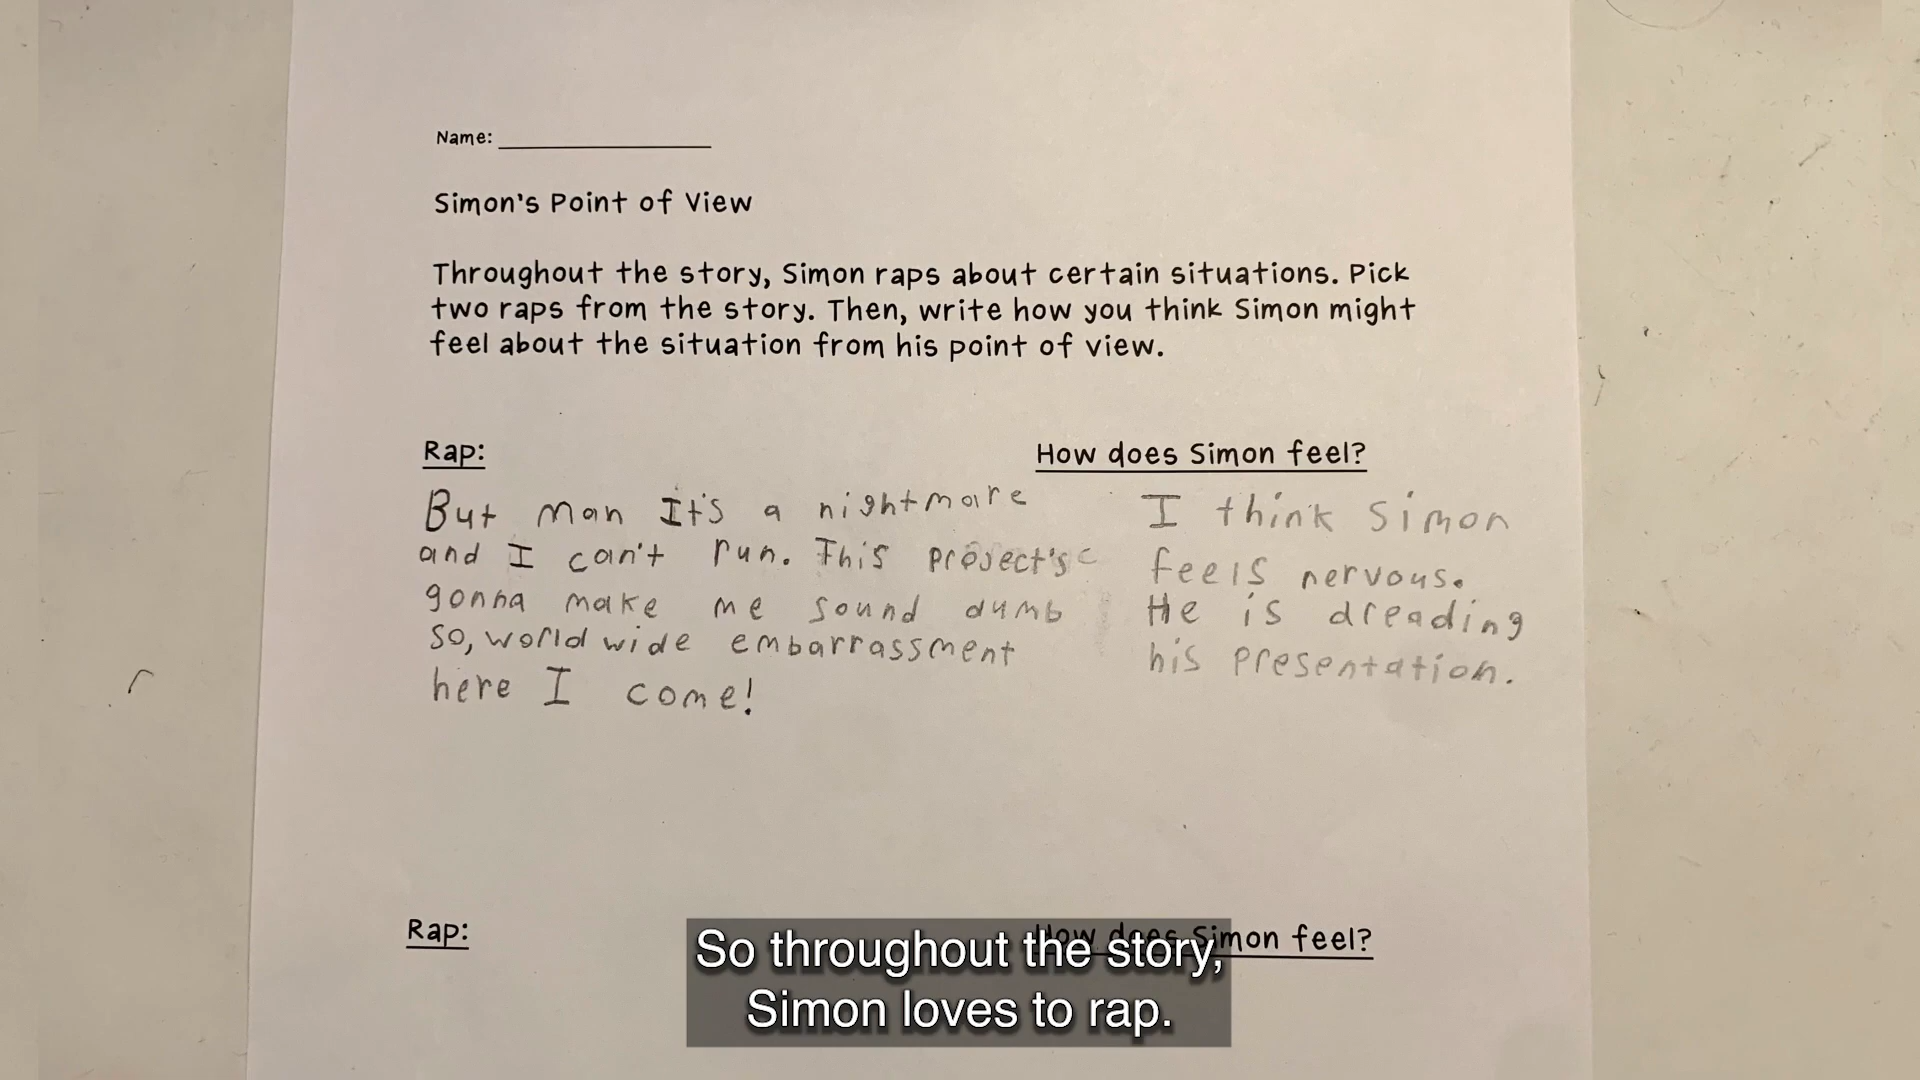 Name:
Simon's Point of View
Throughout the story, Simon raps about certain situations. Pick
two raps from the story. Then, write how you think Simon might
feel about the situation from his point of view.
Rap:
But man It's a nightmare
and I can't run. This project's
gonna make me sound dumb
so, world wide embarrassment
here I come!
How does Simon feel?
I think Simon
feels nervous.
He is dreading
his presentation.
Rap:
How does Simon feel?
So throughout the story,
Simon loves to rap.